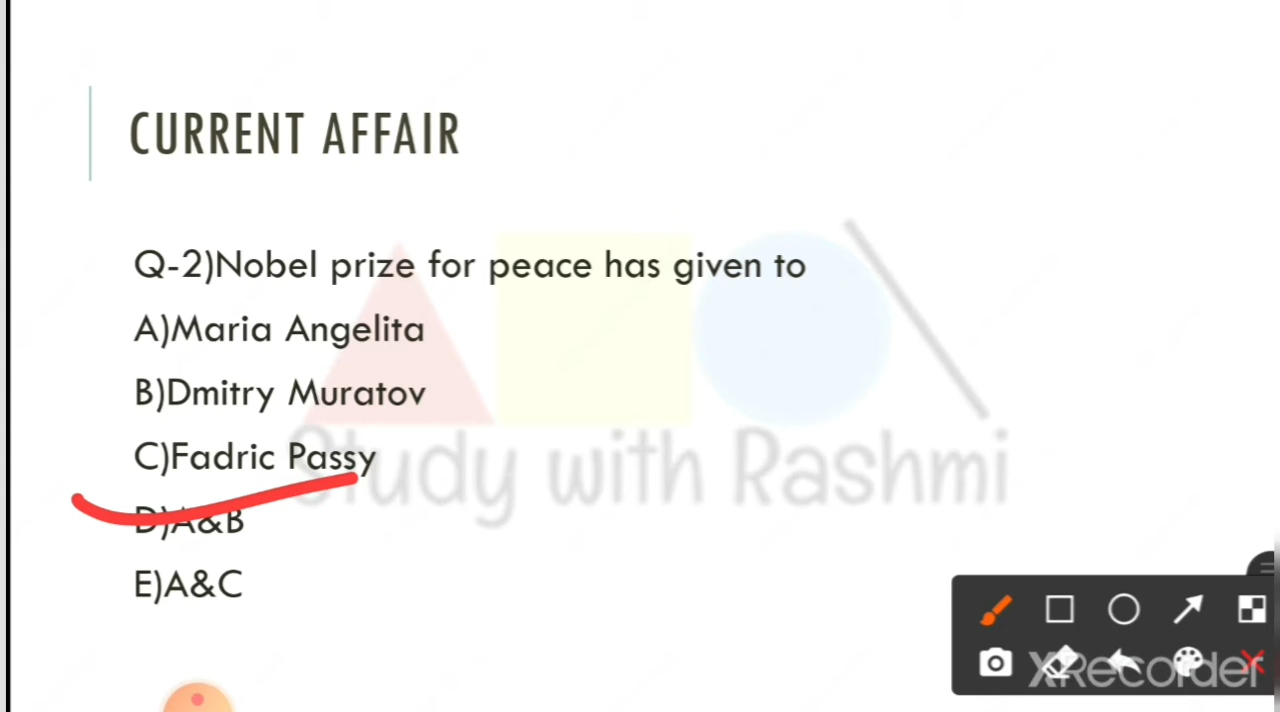 CURRENT AFFAIR
Q-2)Nobel prize for peace has given to
A)Maria Angelita
B)Dmitry Muratov
C)Fadric Passy
Study with Rashmi
D)A&B
E)A&C
XRecorder